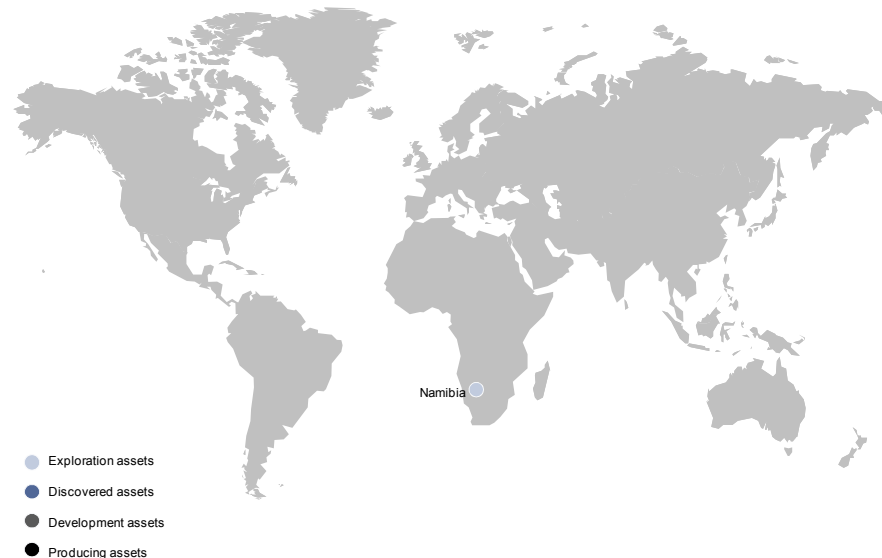 Namibia
Exploration assets
Discovered assets
Development assets
Producing assets